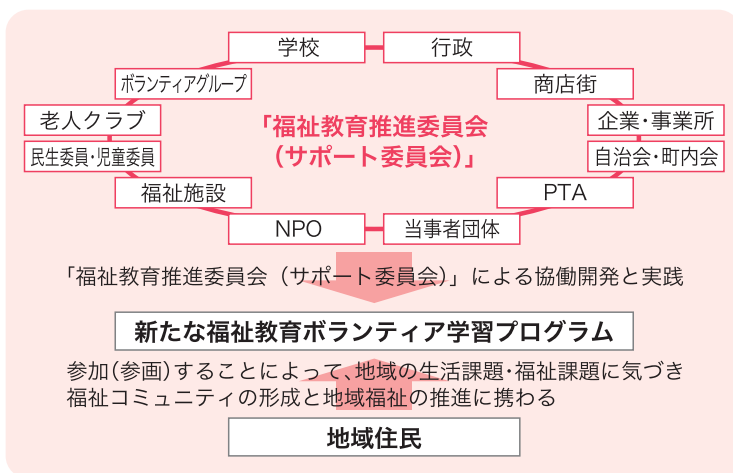 学校
行政
ボランティアグループ
商店街
老人クラブ
企業・事業所
「福祉教育推進委員会
（サポート委員会）」
民生委員・児童委員
自治会・町内会
福祉施設
PTA
NPO
当事者団体
「福祉教育推進委員会（サポート委員会）」による協働開発と実践
新たな福祉教育ボランティア学習プログラム
参加（参画）することによって、地域の生活課題・福祉課題に気づき
福祉コミュニティの形成と地域福祉の推進に携わる
地域住民